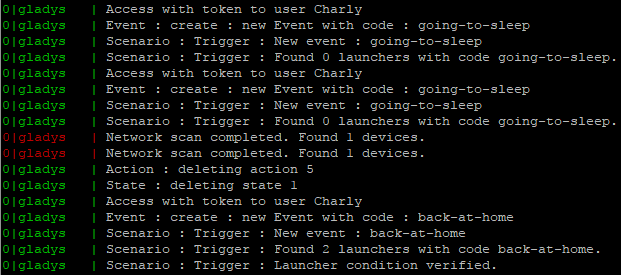 0|gladys   | Access with token to user Charly
0|gladys   | Event : create : new Event with code : going-to-sleep
0|gladys   | Scenario : Trigger : New event : going-to-sleep
0|gladys   | Scenario : Trigger : Found 0 launchers with code going-to-sleep.
0|gladys   | Access with token to user Charly
0|gladys   | Event : create : new Event with code : going-to-sleep
0|gladys   | Scenario : Trigger : New event : going-to-sleep
0|gladys   | Scenario : Trigger : Found 0 launchers with code going-to-sleep.
0|gladys   | Network scan completed. Found 1 devices.
0|gladys   | Network scan completed. Found 1 devices.
0|gladys   | Action : deleting action 5
0|gladys   | State : deleting state 1
0|gladys   | Access with token to user Charly
0|gladys   | Event : create : new Event with code : back-at-home
0|gladys   | Scenario : Trigger : New event : back-at-home
0|gladys   | Scenario : Trigger : Found 2 launchers with code back-at-home.
0|gladys   | Scenario : Trigger : Launcher condition verified.